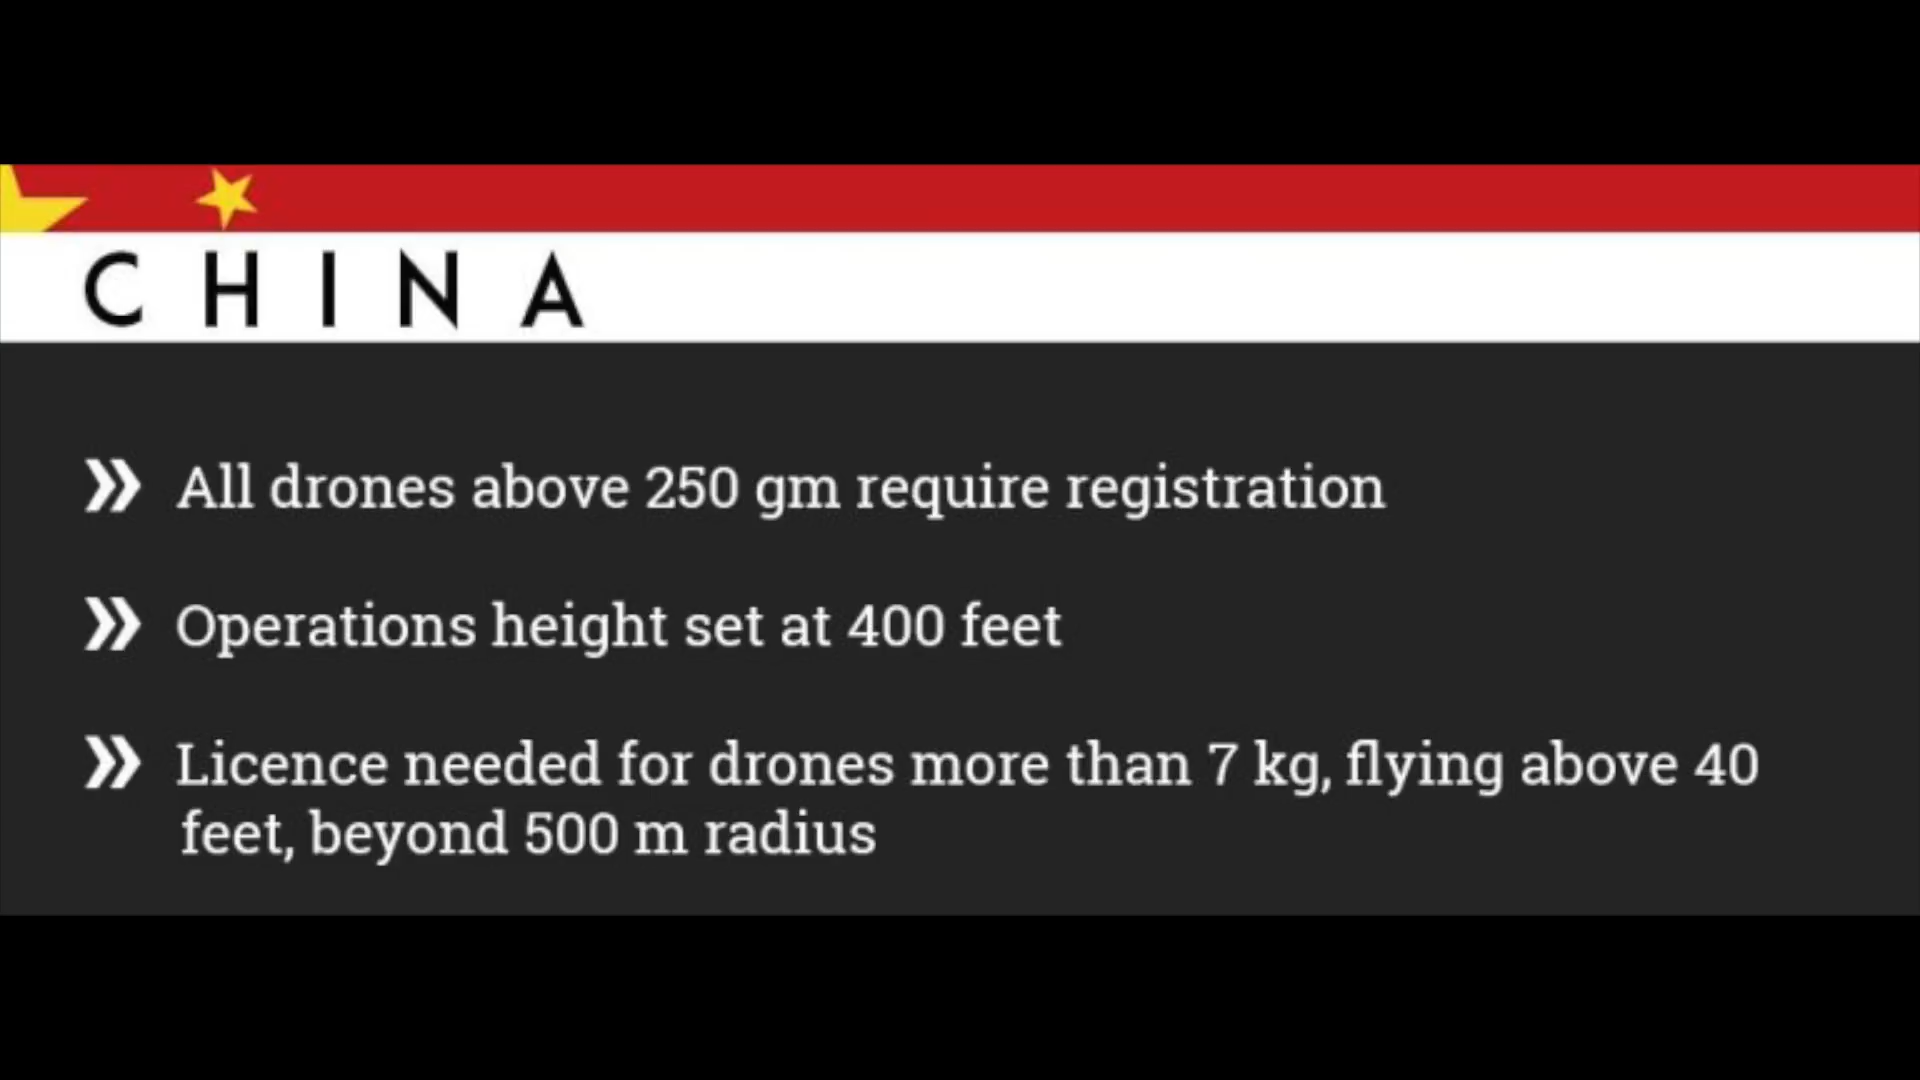 CHINA
» All drones above 250 gm require registration
» Operations height set at 400 feet
» Licence needed for drones more than 7 kg, flying above 40
feet, beyond 500 m radius